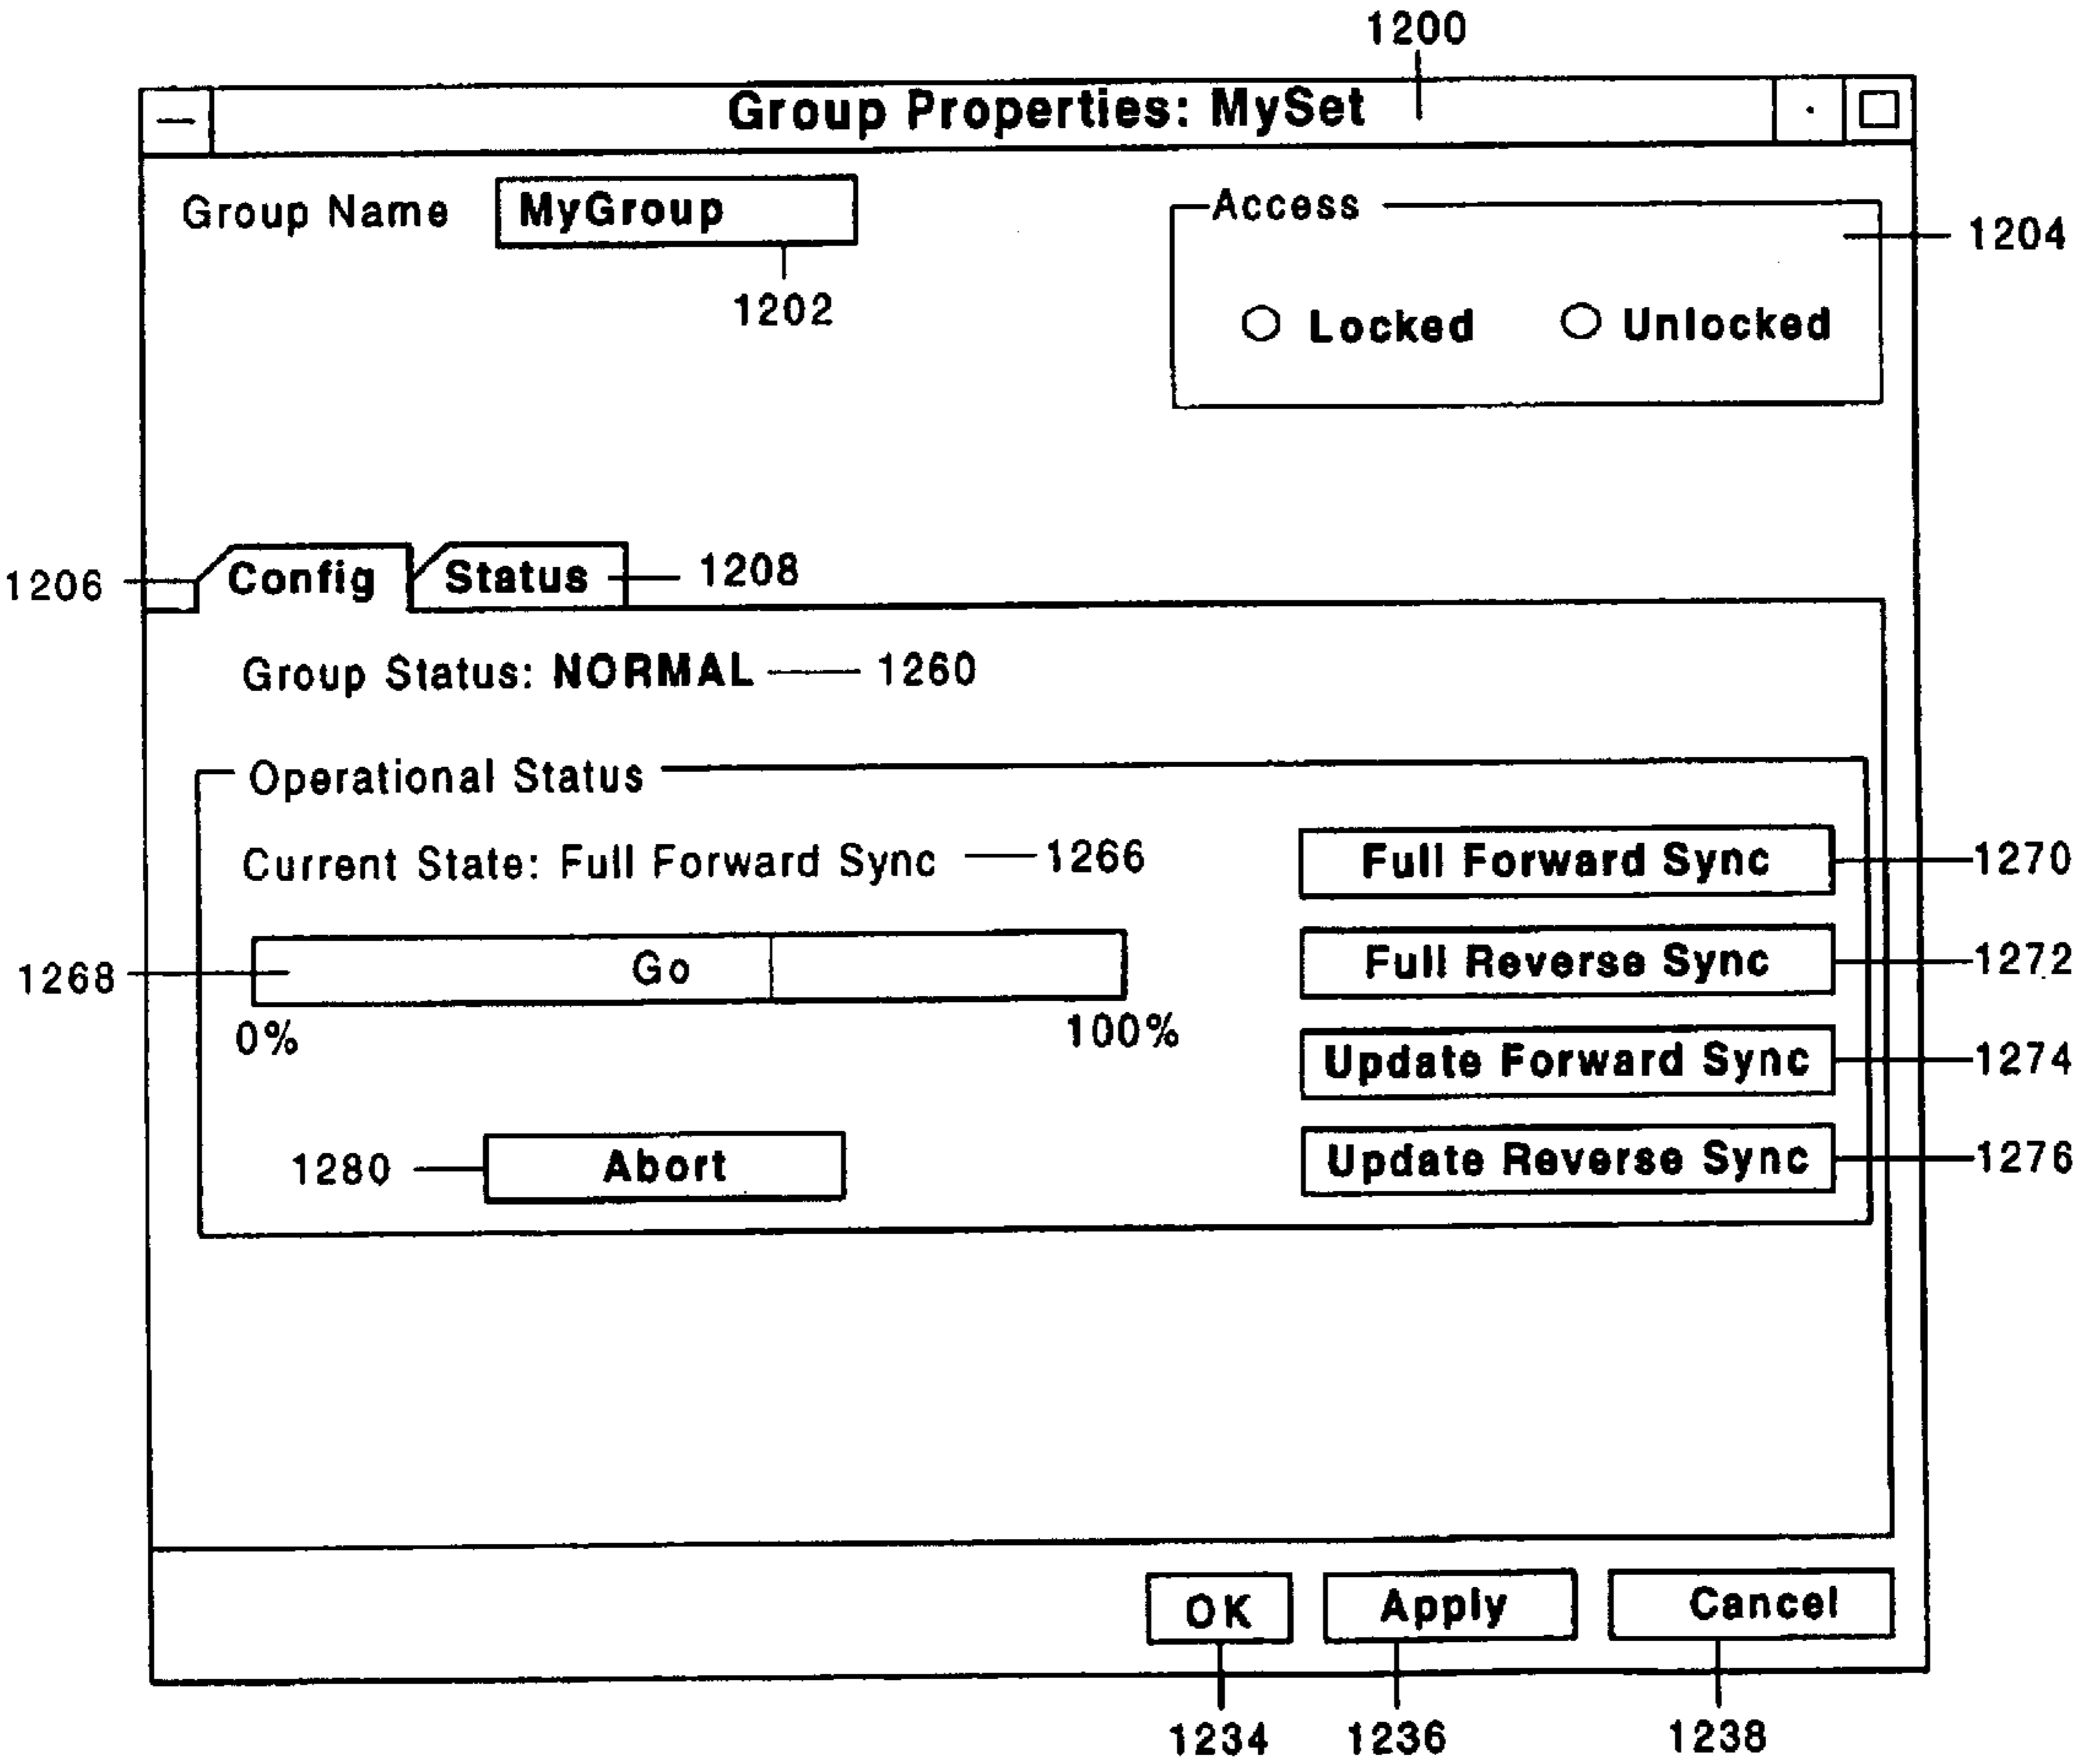 1200
Group Properties: MySet
Group Name MyGroup
1202
Access
1204
Locked Unlocked
1206
Config Status 1208
Group Status: NORMAL 1260
Operational Status
Current State: Full Forward Sync 1266
Full Forward Sync 1270
1268 Go
0% 100%
Full Reverse Sync 1272
Update Forward Sync 1274
1280 Abort
Update Reverse Sync 1276
OK Apply Cancel
1234 1236 1238